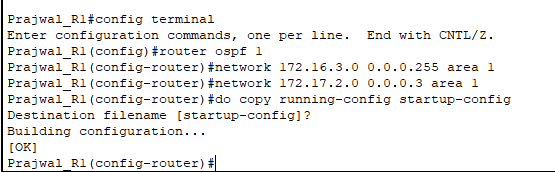 Prajwal_R1#config terminal
Enter configuration commands, one per line.  End with CNTL/Z.
Prajwal_R1(config)#router ospf 1
Prajwal_R1(config-router)#network 172.16.3.0 0.0.0.255 area 1
Prajwal_R1(config-router)#network 172.17.2.0 0.0.0.3 area 1
Prajwal_R1(config-router)#do copy running-config startup-config
Destination filename [startup-config]?
Building configuration...
[OK]
Prajwal_R1(config-router)#